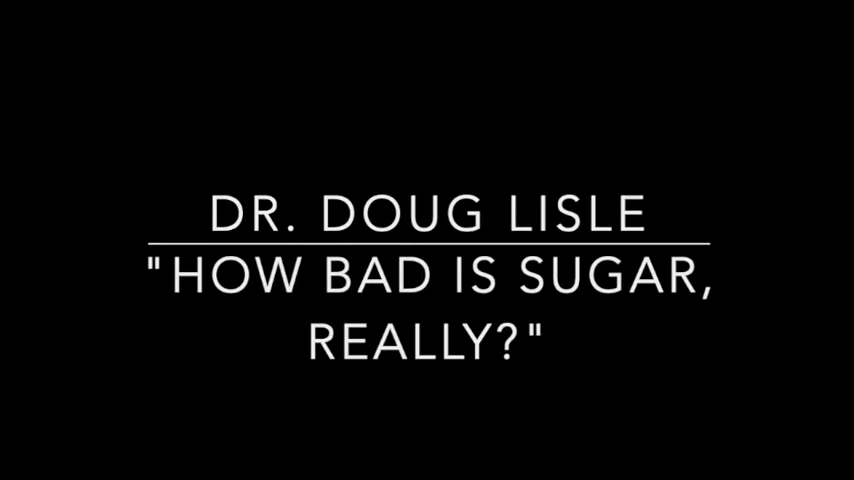 DR. DOUG LISLE
"HOW BAD IS SUGAR,
REALLY?"